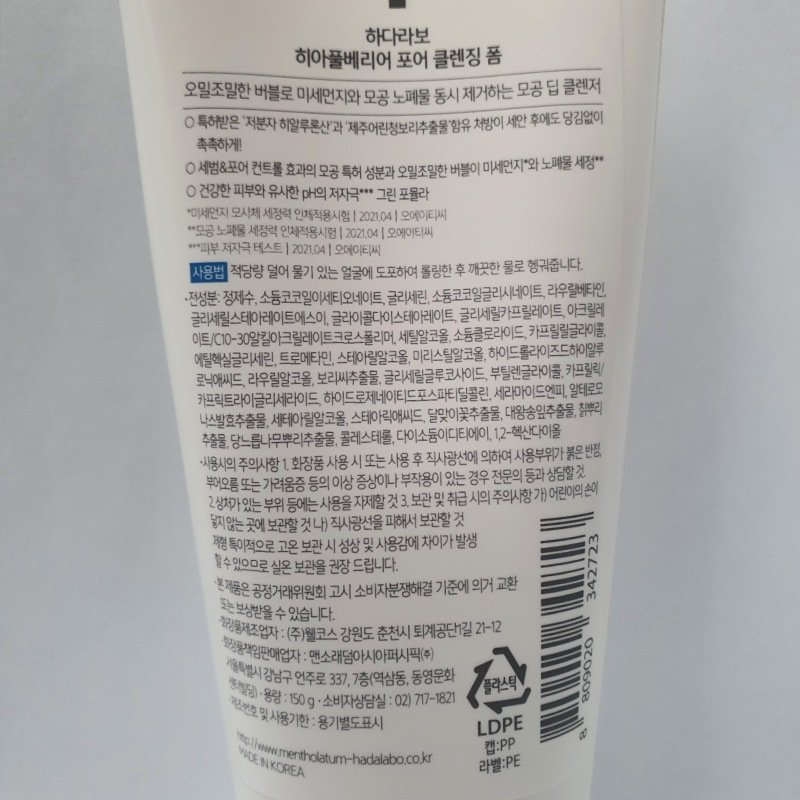 하다라보
히아풀베리어 포어 클렌징 폼
오밀조밀한 버블로 미세먼지와 모공 노폐물 동시 제거하는 모공 딥 클렌저
○ 특허받은 '저분자 히알루론산'과 '제주어린청보리추출물'함유 처방이 세안 후에도 당김없이
촉촉하게!
○ 세범&포어 컨트롤 효과의 모공 특허 성분과 오밀조밀한 버블이 미세먼지*와 노폐물 세정**
○ 건강한 피부와 유사한 pH의 저자극*** 그린 포뮬라
*미세먼지 모사체 세정력 인체적용시험 | 2021.04 | 오에이티씨
**모공 노폐물 세정력 인체적용시험 | 2021.04 | 오에이티씨
***피부 저자극 테스트 | 2021.04 | 오에이티씨
사용법 적당량 덜어 물기 있는 얼굴에 도포하여 롤링한 후 깨끗한 물로 헹궈줍니다.
·전성분: 정제수, 소듐코코일이세티오네이트, 글리세린, 소듐코코일글리시네이트, 라우릴베타인,
글리세릴스테아레이트에스이, 글라이콜다이스테아레이트, 글리세릴카프릴레이트, 아크릴레
이트/C10-30알킬아크릴레이트크로스폴리머, 세틸알코올, 소듐클로라이드, 카프릴릴글라이콜,
에틸헥실글리세린, 트로메타민, 스테아릴알코올, 미리스틸알코올, 하이드롤라이즈드하이알루
로닉애씨드, 라우릴알코올, 보리씨추출물, 글리세릴글루코사이드, 부틸렌글라이콜, 카프릴릭/
카프릭트라이글리세라이드, 하이드로제네이티드포스파티딜콜린, 세라마이드엔피, 알테로모
나스발효추출물, 세테아릴알코올, 스테아릭애씨드, 달맞이꽃추출물, 대왕송잎추출물, 칡뿌리
추출물, 당느릅나무뿌리추출물, 콜레스테롤, 다이소듐이디티에이, 1,2-헥산다이올
·사용시의 주의사항 1. 화장품 사용 시 또는 사용 후 직사광선에 의하여 사용부위가 붉은 반점,
부어오름 또는 가려움증 등의 이상 증상이나 부작용이 있는 경우 전문의 등과 상담할 것.
2. 상처가 있는 부위 등에는 사용을 자제할 것 3. 보관 및 취급 시의 주의사항 가) 어린이의 손이
닿지 않는 곳에 보관할 것 나) 직사광선을 피해서 보관할 것
제형 특이적으로 고온 보관 시 성상 및 사용감에 차이가 발생
할 수 있으므로 실온 보관을 권장 드립니다.
·본 제품은 공정거래위원회 고시 소비자분쟁해결 기준에 의거 교환
또는 보상받을 수 있습니다.
·화장품제조업자 : (주)웰코스 강원도 춘천시 퇴계공단1길 21-12
·화장품책임판매업자 : 맨소래덤아시아퍼시픽(주)
서울특별시 강남구 언주로 337, 7층(역삼동, 동영문화
센터빌딩) · 용량 : 150 g · 소비자상담실 : 02) 717-1821
·제조번호 및 사용기한 : 용기별도표시
http://www.mentholatum-hadalabo.co.kr
MADE IN KOREA
플라스틱
LDPE
캡:PP
라벨:PE
8 809020 342723